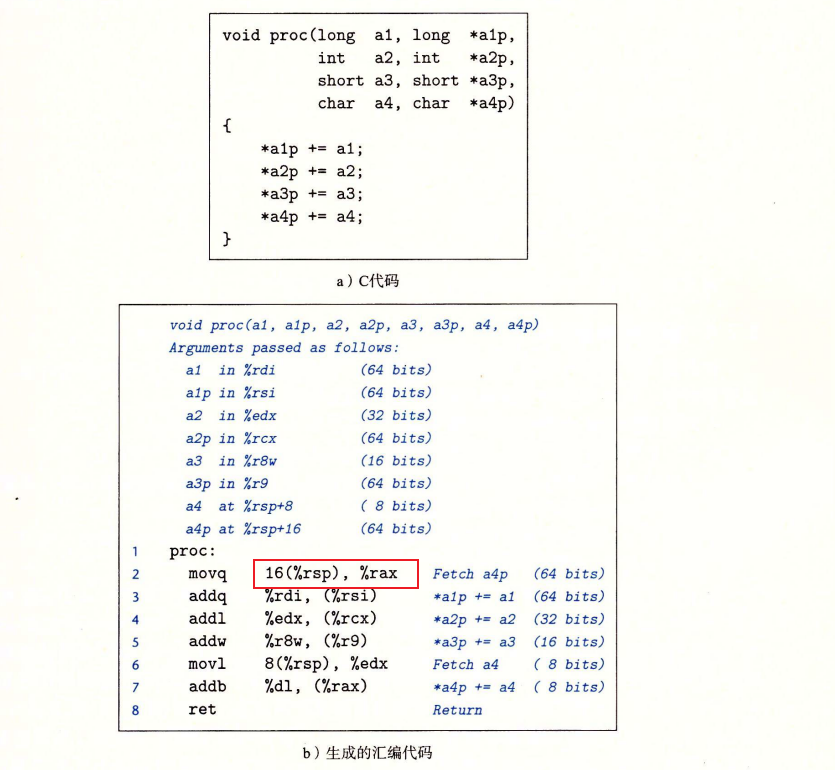 void proc(long  a1, long  *a1p,
          int   a2, int   *a2p,
          short a3, short *a3p,
          char  a4, char  *a4p)
{
    *a1p += a1;
    *a2p += a2;
    *a3p += a3;
    *a4p += a4;
}
a）C代码
void proc(a1, a1p, a2, a2p, a3, a3p, a4, a4p)
Arguments passed as follows:
a1  in %rdi (64 bits)
a1p in %rsi (64 bits)
a2  in %edx (32 bits)
a2p in %rcx (64 bits)
a3  in %r8w (16 bits)
a3p in %r9 (64 bits)
a4  at %rsp+8 ( 8 bits)
a4p at %rsp+16 (64 bits)
1 proc:
2 movq 16(%rsp), %rax Fetch a4p (64 bits)
3 addq %rdi, (%rsi) *a1p += a1 (64 bits)
4 addl %edx, (%rcx) *a2p += a2 (32 bits)
5 addw %r8w, (%r9) *a3p += a3 (16 bits)
6 movl 8(%rsp), %edx Fetch a4 ( 8 bits)
7 addb %dl, (%rax) *a4p += a4 ( 8 bits)
8 ret Return
b）生成的汇编代码